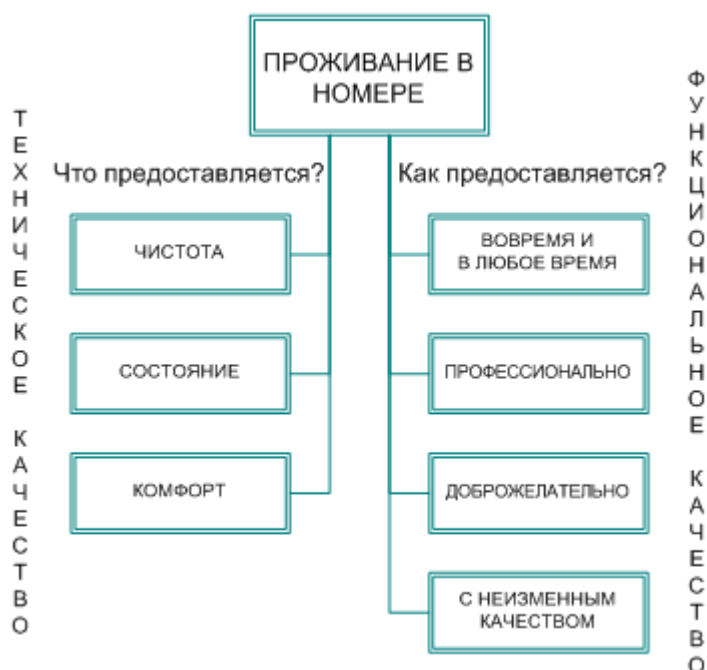 ПРОЖИВАНИЕ В
НОМЕРЕ
ТЕХНИЧЕСКОЕ КАЧЕСТВО
Что предоставляется?
ЧИСТОТА
СОСТОЯНИЕ
КОМФОРТ
Как предоставляется?
ВОВРЕМЯ И
В ЛЮБОЕ ВРЕМЯ
ПРОФЕССИОНАЛЬНО
ДОБРОЖЕЛАТЕЛЬНО
С НЕИЗМЕННЫМ
КАЧЕСТВОМ
ФУНКЦИОНАЛЬНОЕ КАЧЕСТВО